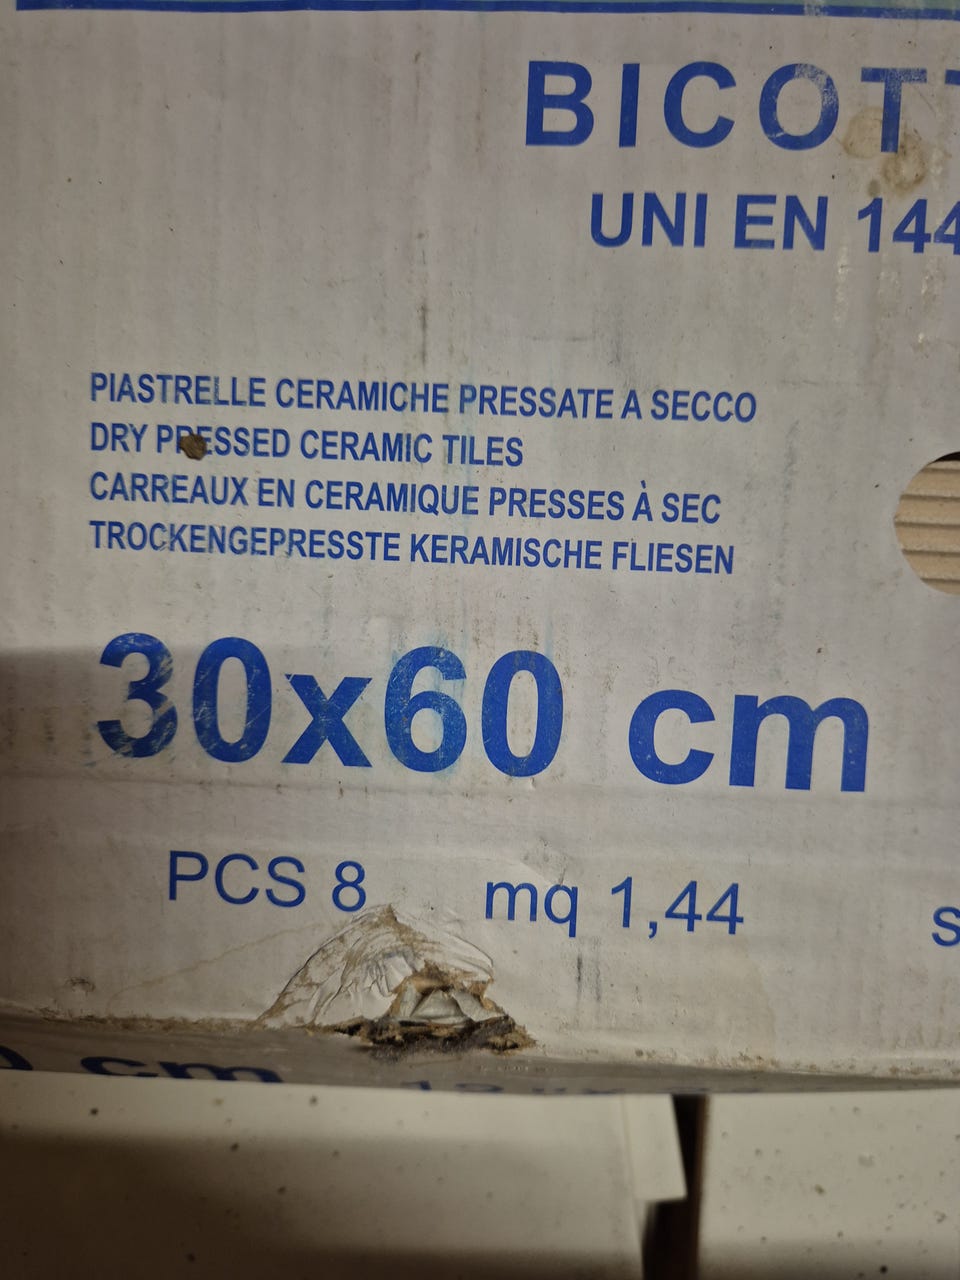 BICOTT
UNI EN 144
PIASTRELLE CERAMICHE PRESSATE A SECCO
DRY PRESSED CERAMIC TILES
CARREAUX EN CERAMIQUE PRESSES À SEC
TROCKENGEPRESSTE KERAMISCHE FLIESEN
30x60 cm
PCS 8 mq 1,44 s
cm